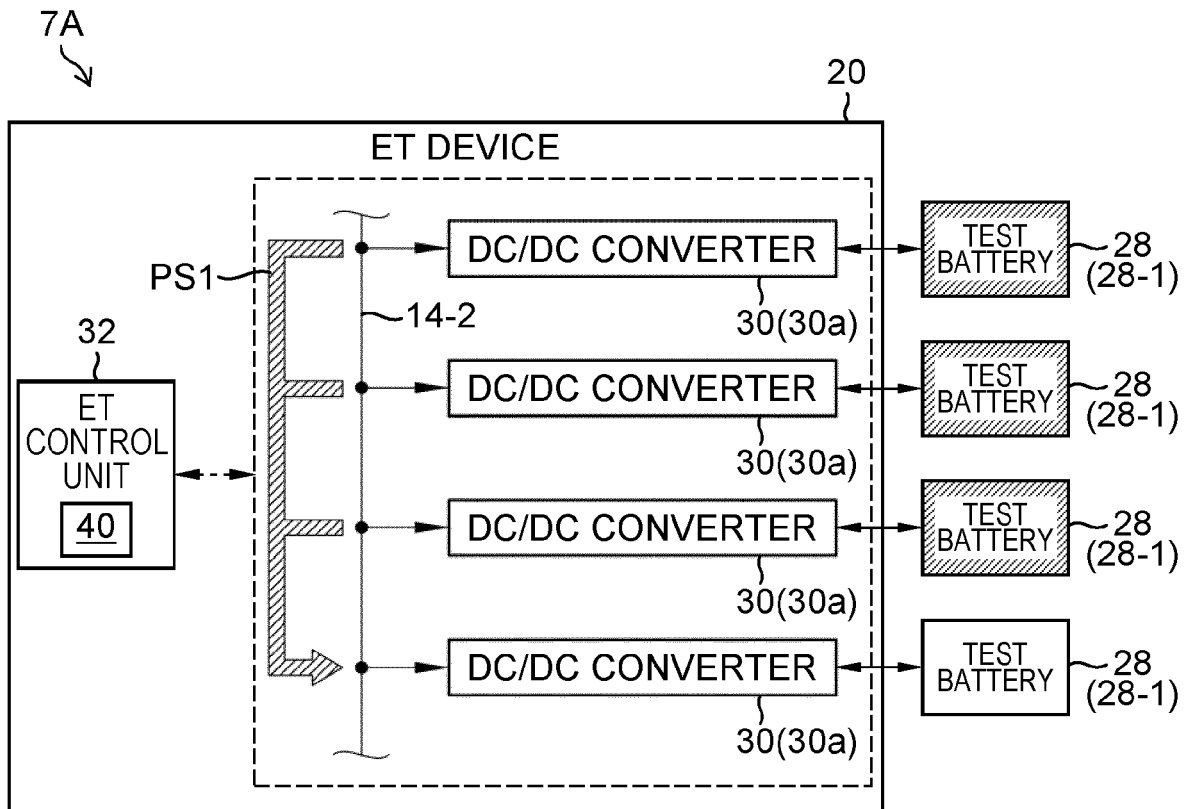 7A
20
ET DEVICE
DC/DC CONVERTER
TEST
BATTERY
28
(28-1)
PS1
30(30a)
14-2
32
ET
CONTROL
UNIT
40
DC/DC CONVERTER
TEST
BATTERY
28
(28-1)
30(30a)
DC/DC CONVERTER
TEST
BATTERY
28
(28-1)
30(30a)
DC/DC CONVERTER
TEST
BATTERY
28
(28-1)
30(30a)